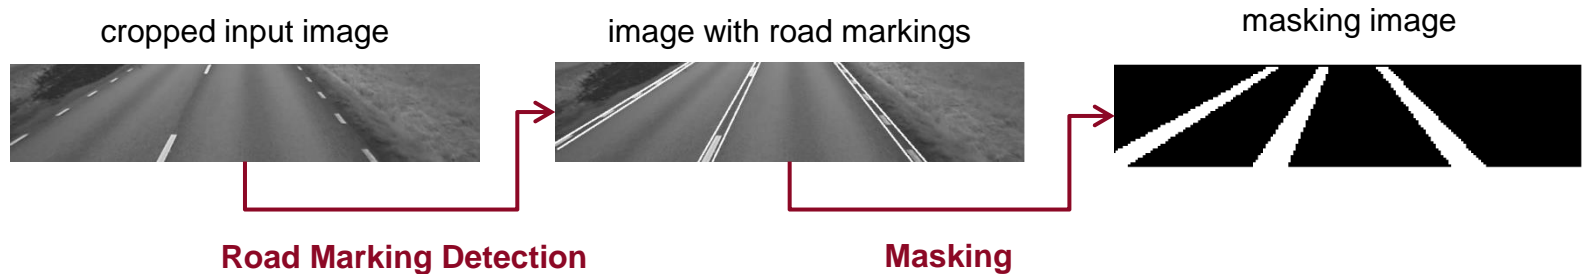 cropped input image
image with road markings
masking image
Road Marking Detection
Masking